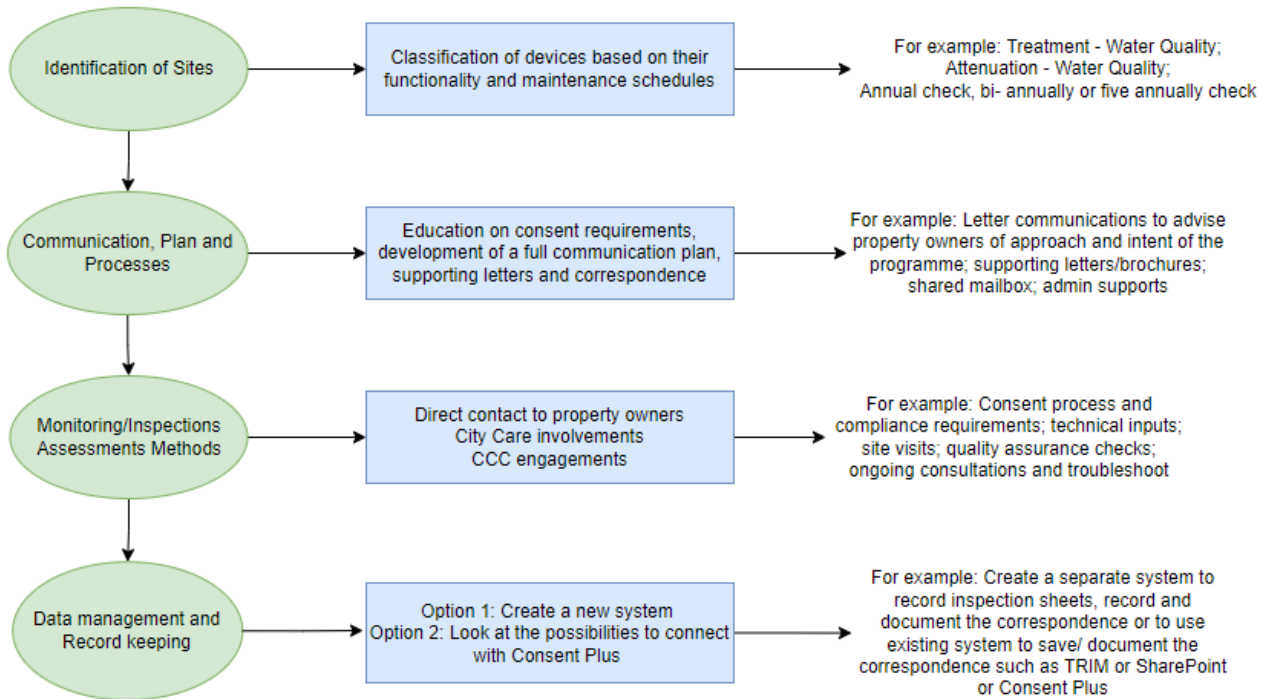 Identification of Sites
Classification of devices based on their
functionality and maintenance schedules
For example: Treatment - Water Quality;
Attenuation - Water Quality;
Annual check, bi- annually or five annually check
Communication, Plan and
Processes
Education on consent requirements,
development of a full communication plan,
supporting letters and correspondence
For example: Letter communications to advise
property owners of approach and intent of the
programme; supporting letters/brochures;
shared mailbox; admin supports
Monitoring/Inspections
Assessments Methods
Direct contact to property owners
City Care involvements
CCC engagements
For example: Consent process and
compliance requirements; technical inputs;
site visits; quality assurance checks;
ongoing consultations and troubleshoot
Data management and
Record keeping
Option 1: Create a new system
Option 2: Look at the possibilities to connect
with Consent Plus
For example: Create a separate system to
record inspection sheets, record and
document the correspondence or to use
existing system to save/ document the
correspondence such as TRIM or SharePoint
or Consent Plus